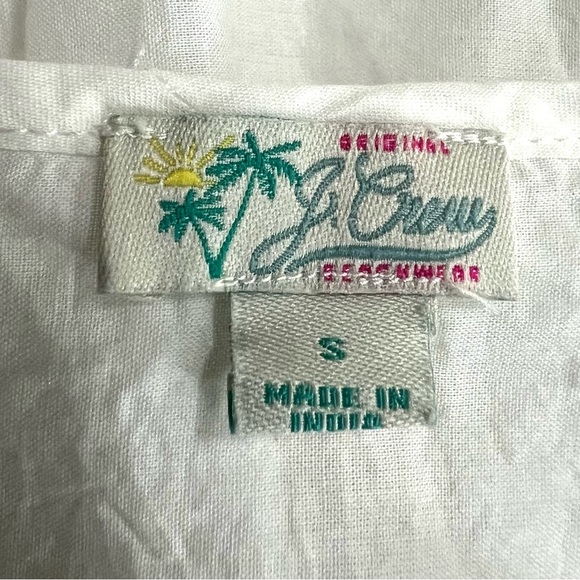 ORIGINAL
J. Crew
BEACHWEAR
S
MADE IN
INDIA